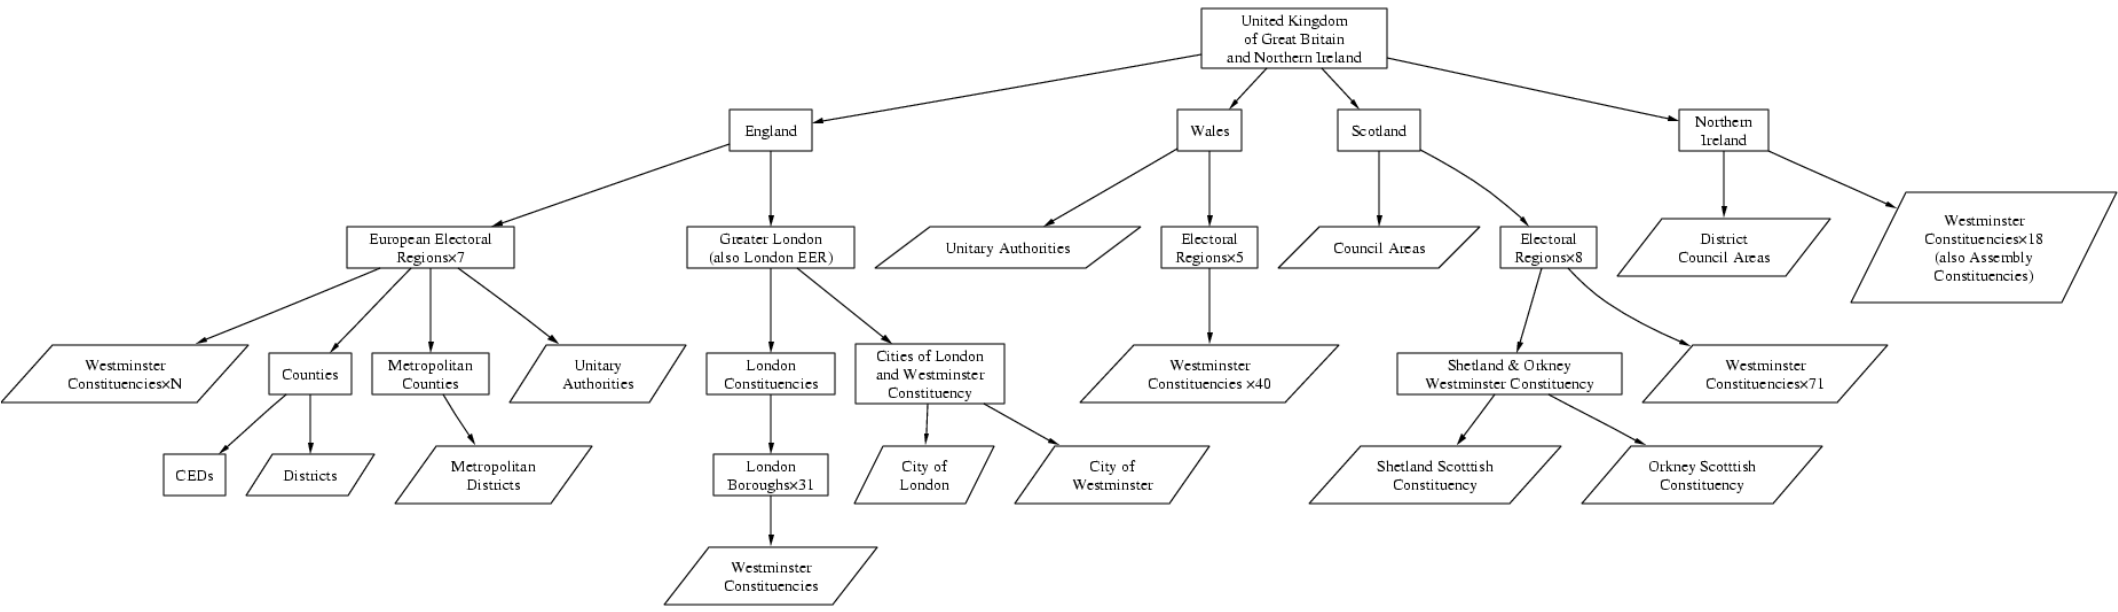 United Kingdom
of Great Britain
and Northern Ireland
England
Wales
Scotland
Northern
Ireland
European Electoral
Regions×7
Greater London
(also London EER)
Unitary Authorities
Electoral
Regions×5
Council Areas
Electoral
Regions×8
District
Council Areas
Westminster
Constituencies×18
(also Assembly
Constituencies)
Westminster
Constituencies×N
Counties
Metropolitan
Counties
Unitary
Authorities
London
Constituencies
Cities of London
and Westminster
Constituency
Westminster
Constituencies ×40
Shetland & Orkney
Westminster Constituency
Westminster
Constituencies×71
CEDs
Districts
Metropolitan
Districts
London
Boroughs×31
City of
London
City of
Westminster
Shetland Scotttish
Constituency
Orkney Scotttish
Constituency
Westminster
Constituencies